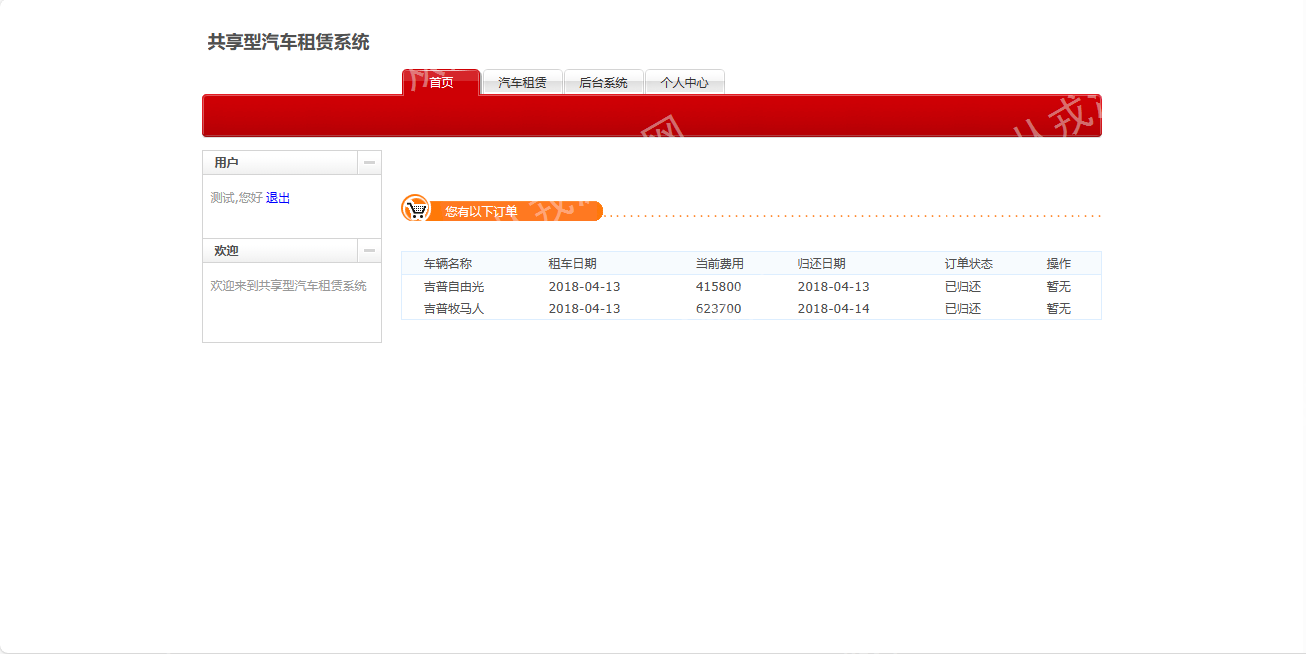 共享型汽车租赁系统
首页 汽车租赁 后台系统 个人中心
用户
测试,您好 退出
欢迎
欢迎来到共享型汽车租赁系统
您有以下订单
车辆名称 租车日期 当前费用 归还日期 订单状态 操作
吉普自由光 2018-04-13 415800 2018-04-13 已归还 暂无
吉普牧马人 2018-04-13 623700 2018-04-14 已归还 暂无